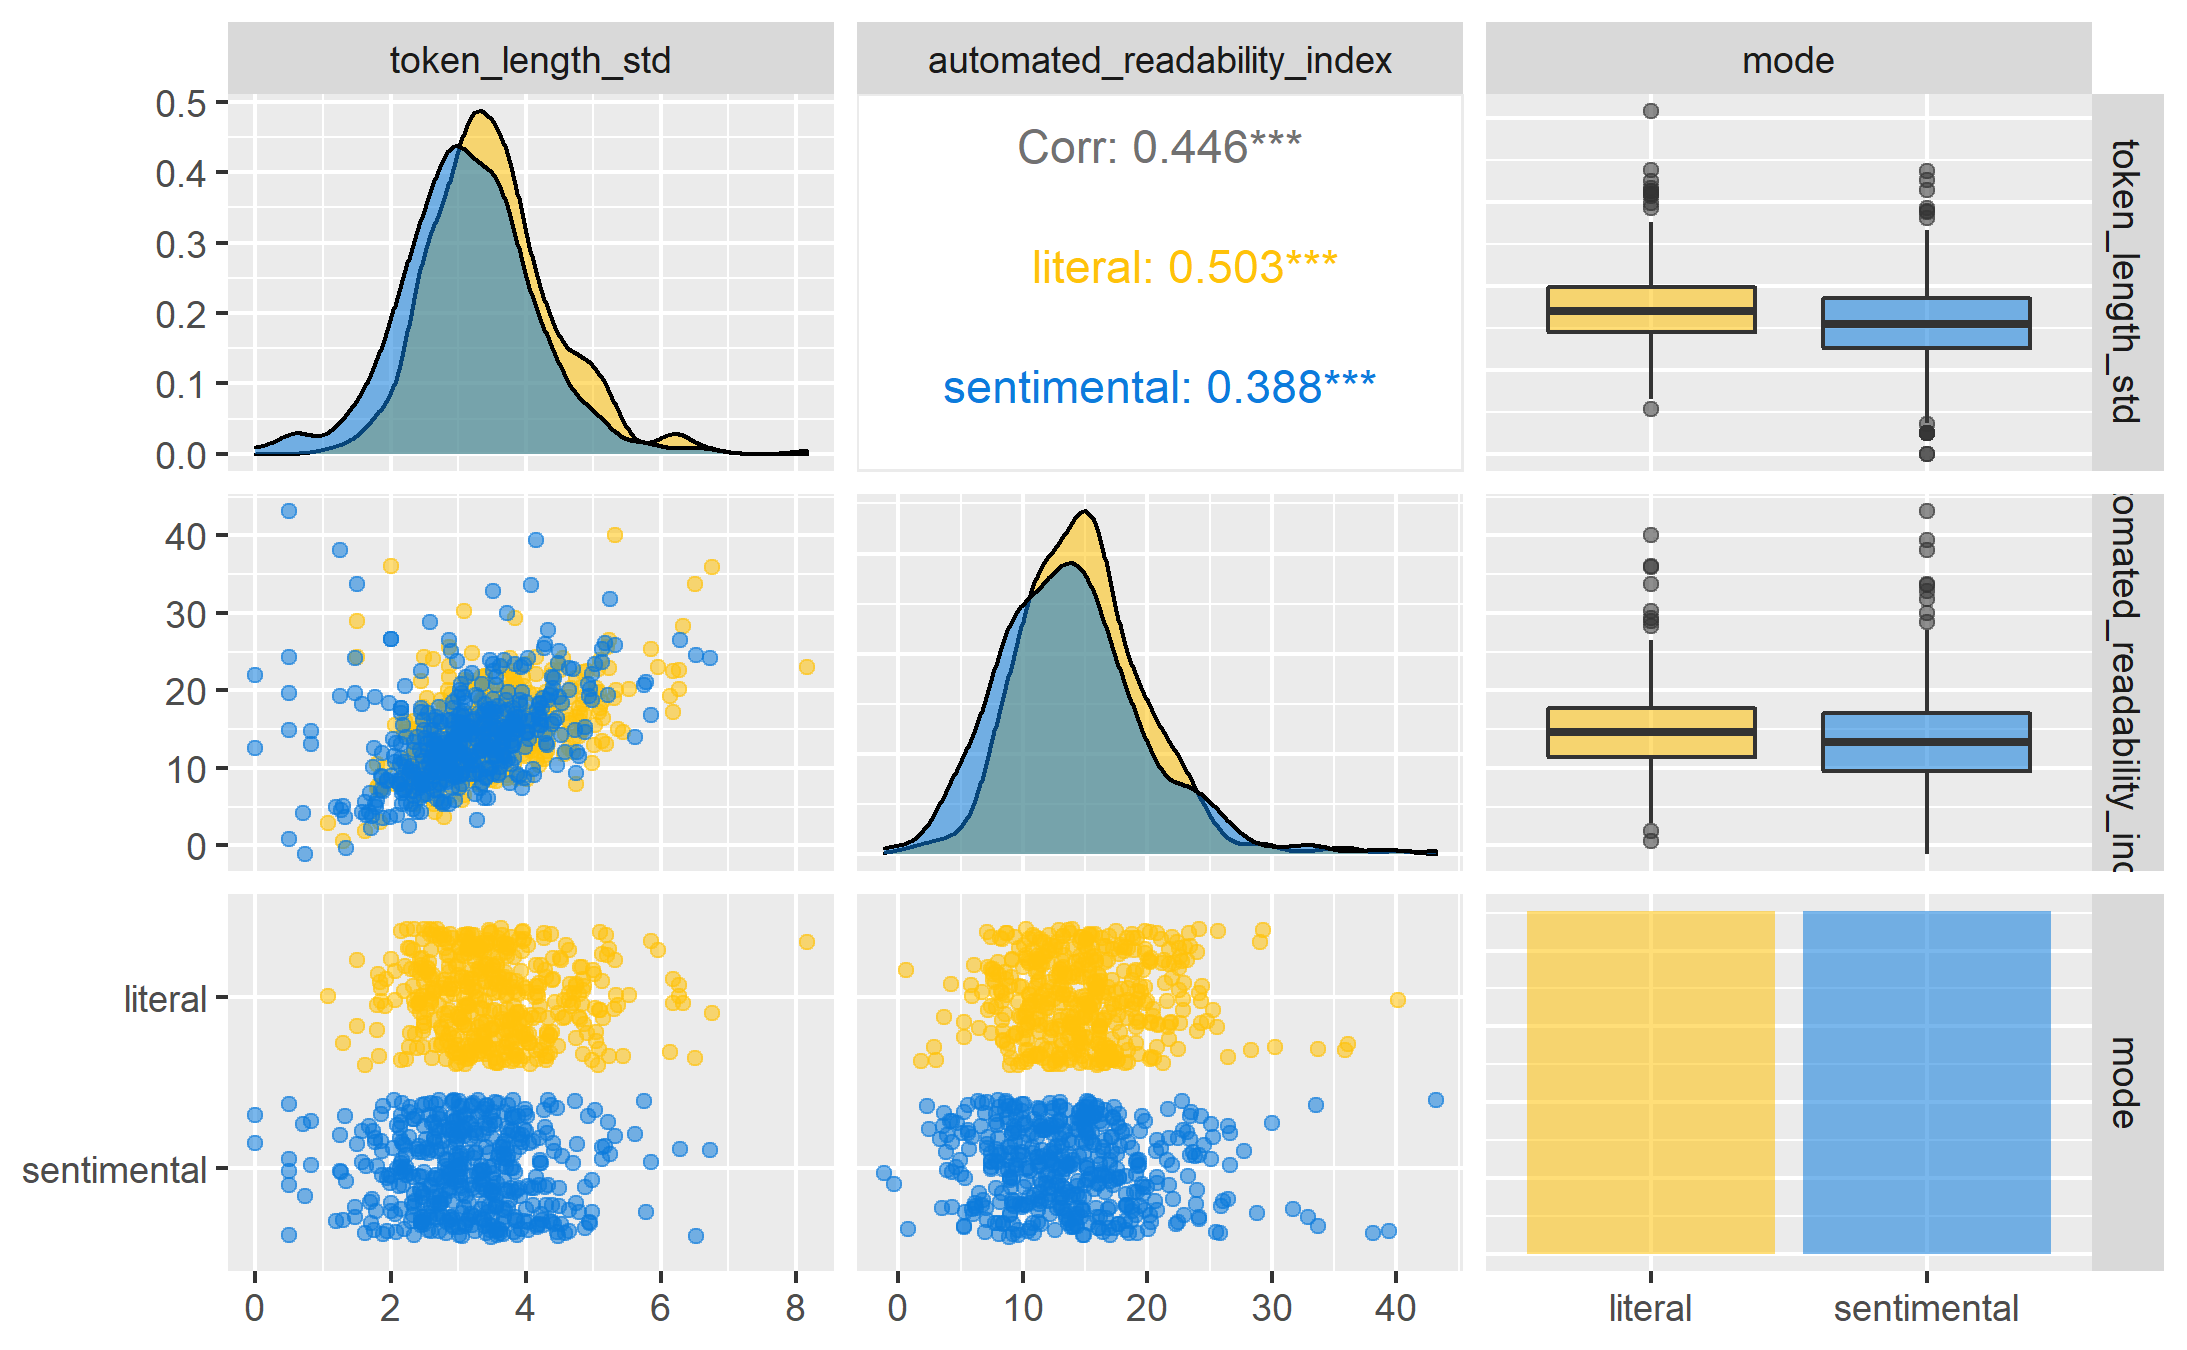 token_length_std
automated_readability_index
mode
0.5
0.4
0.3
0.2
0.1
0.0
Corr: 0.446***
literal: 0.503***
sentimental: 0.388***
token_length_std
40
30
20
10
0
omated_readability_ind
literal
sentimental
mode
0
2
4
6
8
0
10
20
30
40
literal
sentimental